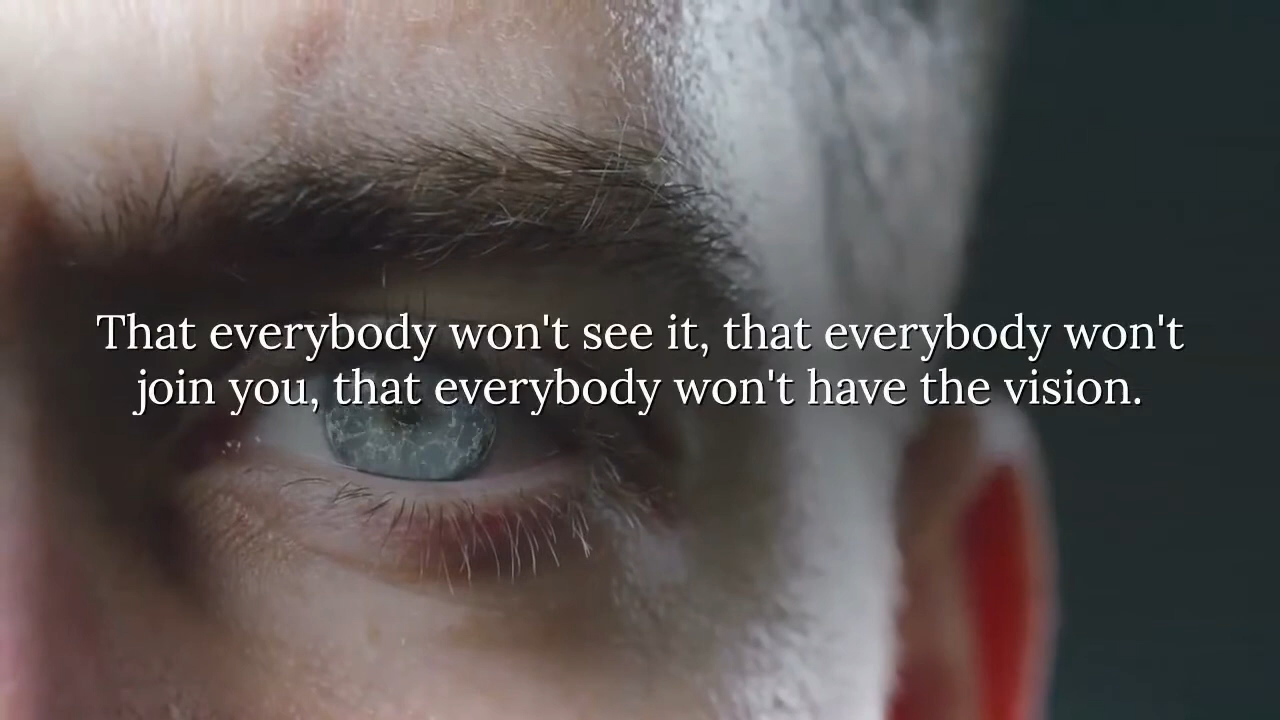 That everybody won't see it, that everybody won't
join you, that everybody won't have the vision.